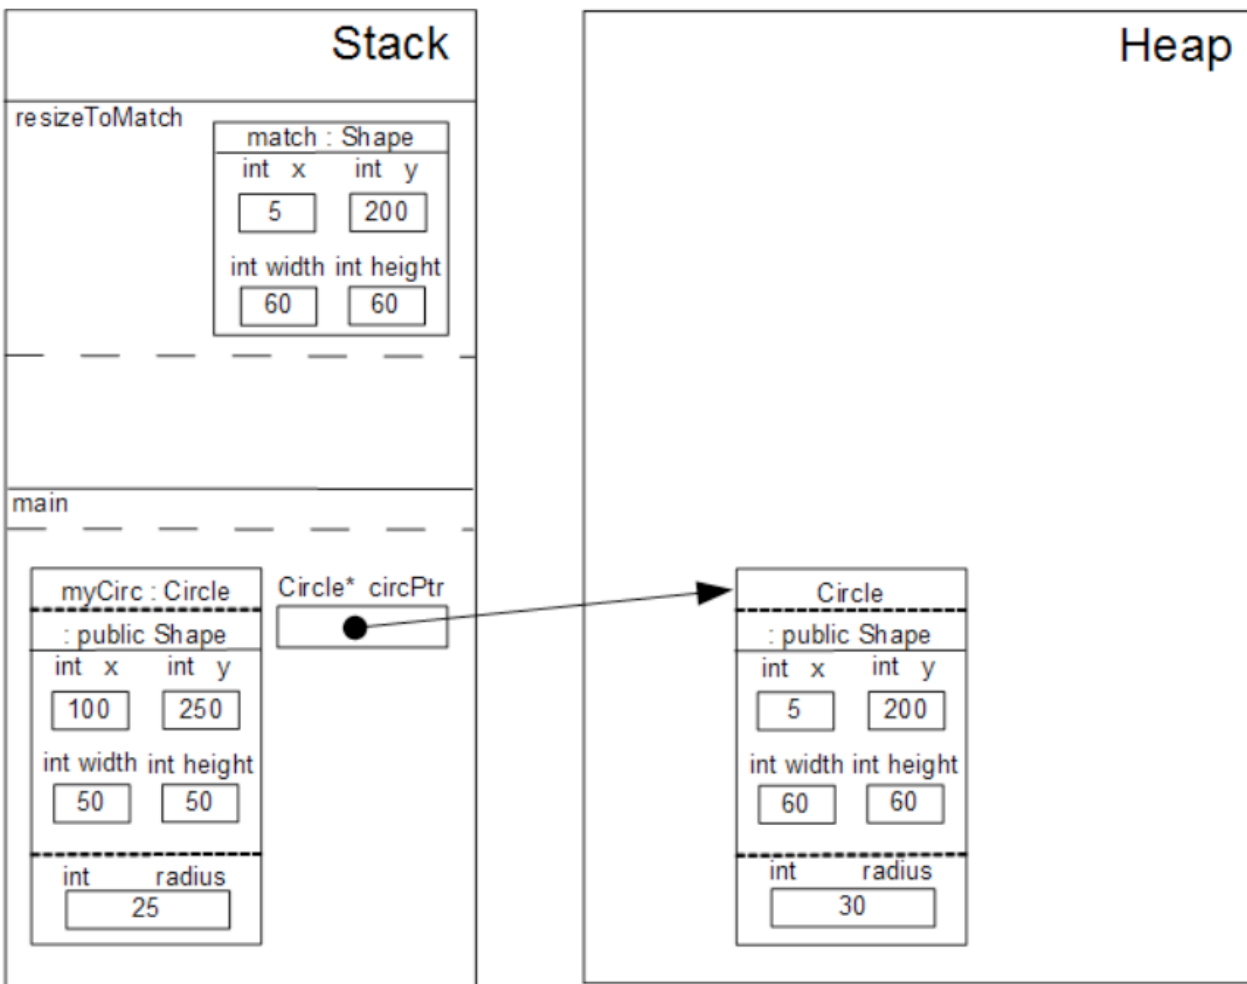 Stack
resizeToMatch
match : Shape
int x int y
5 200
int width int height
60 60
main
myCirc : Circle
: public Shape
int x int y
100 250
int width int height
50 50
int radius
25
Circle* circPtr
Heap
Circle
: public Shape
int x int y
5 200
int width int height
60 60
int radius
30